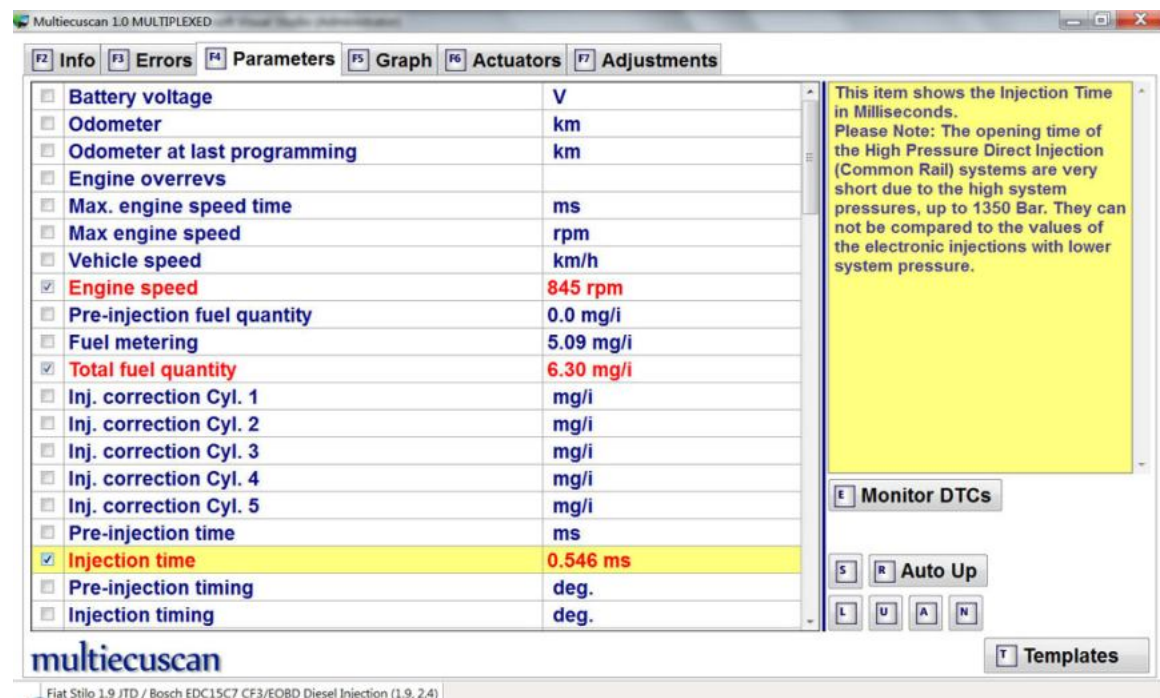 Multiecuscan 1.0 MULTIPLEXED
F2 Info F3 Errors F4 Parameters F5 Graph F6 Actuators F7 Adjustments
Battery voltage V
Odometer km
Odometer at last programming km
Engine overrevs
Max. engine speed time ms
Max engine speed rpm
Vehicle speed km/h
Engine speed 845 rpm
Pre-injection fuel quantity 0.0 mg/i
Fuel metering 5.09 mg/i
Total fuel quantity 6.30 mg/i
Inj. correction Cyl. 1 mg/i
Inj. correction Cyl. 2 mg/i
Inj. correction Cyl. 3 mg/i
Inj. correction Cyl. 4 mg/i
Inj. correction Cyl. 5 mg/i
Pre-injection time ms
Injection time 0.546 ms
Pre-injection timing deg.
Injection timing deg.
This item shows the Injection Time
in Milliseconds.
Please Note: The opening time of
the High Pressure Direct Injection
(Common Rail) systems are very
short due to the high system
pressures, up to 1350 Bar. They can
not be compared to the values of
the electronic injections with lower
system pressure.
E Monitor DTCs
S R Auto Up
L U A N
multiecuscan
T Templates
Fiat Stilo 1.9 JTD / Bosch EDC15C7 CF3/EOBD Diesel Injection (1.9, 2.4)